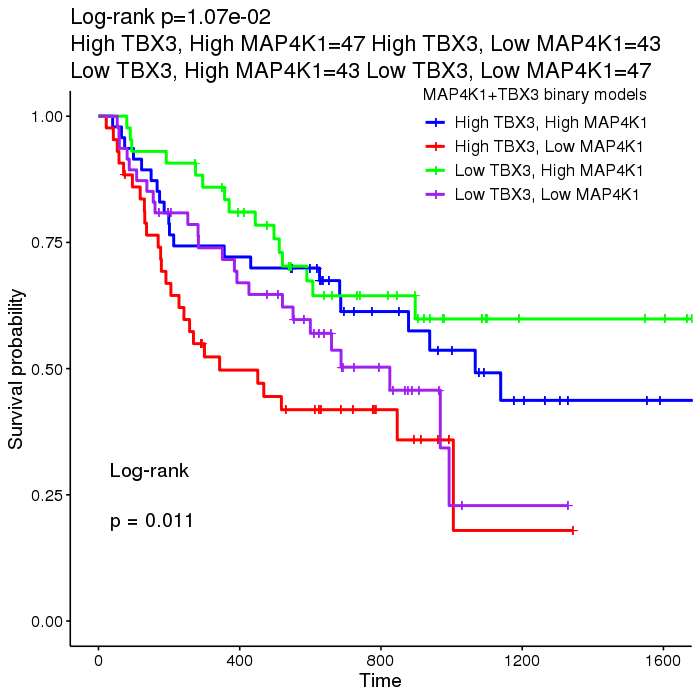 Log-rank p=1.07e-02
High TBX3, High MAP4K1=47 High TBX3, Low MAP4K1=43
Low TBX3, High MAP4K1=43 Low TBX3, Low MAP4K1=47
MAP4K1+TBX3 binary models
High TBX3, High MAP4K1
High TBX3, Low MAP4K1
Low TBX3, High MAP4K1
Low TBX3, Low MAP4K1
1.00
0.75
0.50
0.25
0.00
Survival probability
Log-rank
p = 0.011
0
400
800
1200
1600
Time